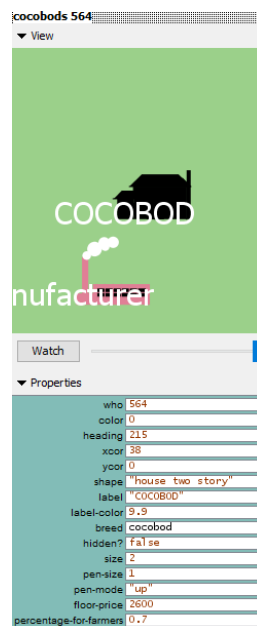 cocobods 564
▼ View
COCOBOD
nufacturer
Watch
▼ Properties
who 564
color 0
heading 215
xcor 38
ycor 0
shape "house two story"
label "COCOBOD"
label-color 9.9
breed cocobod
hidden? false
size 2
pen-size 1
pen-mode "up"
floor-price 2600
percentage-for-farmers 0.7